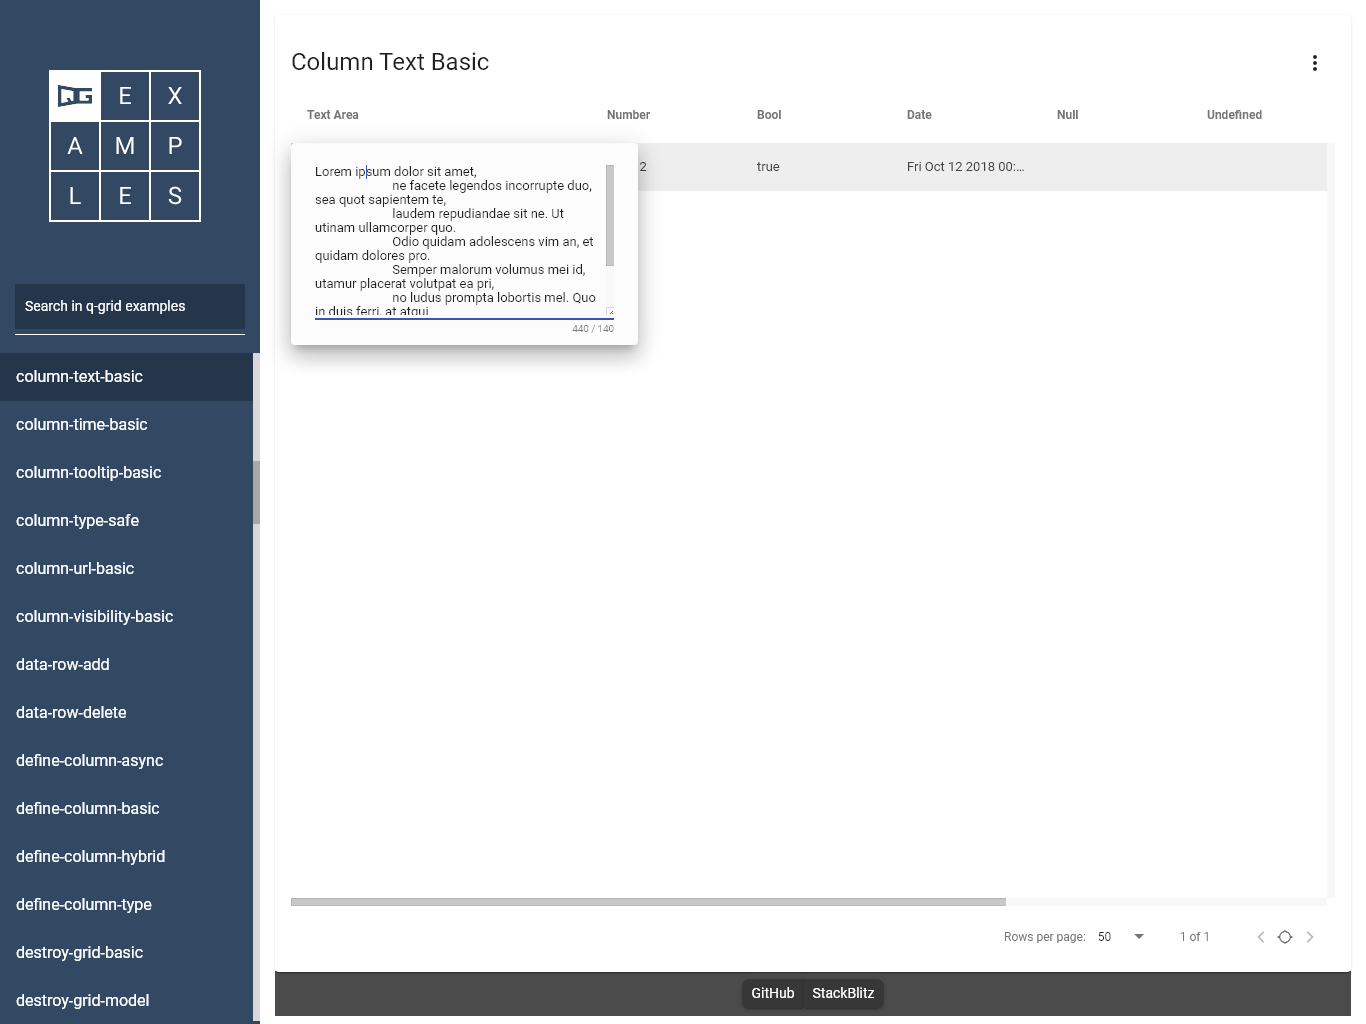 QG E X
A M P
L E S
Search in q-grid examples
column-text-basic
column-time-basic
column-tooltip-basic
column-type-safe
column-url-basic
column-visibility-basic
data-row-add
data-row-delete
define-column-async
define-column-basic
define-column-hybrid
define-column-type
destroy-grid-basic
destroy-grid-model
Column Text Basic
Text Area Number Bool Date Null Undefined
2 true Fri Oct 12 2018 00:...
Lorem ipsum dolor sit amet,
ne facete legendos incorrupte duo,
sea quot sapientem te,
laudem repudiandae sit ne. Ut
utinam ullamcorper quo.
Odio quidam adolescens vim an, et
quidam dolores pro.
Semper malorum volumus mei id,
utamur placerat volutpat ea pri,
no ludus prompta lobortis mel. Quo
in duis ferri, at atqui
440 / 140
Rows per page: 50 1 of 1
GitHub StackBlitz